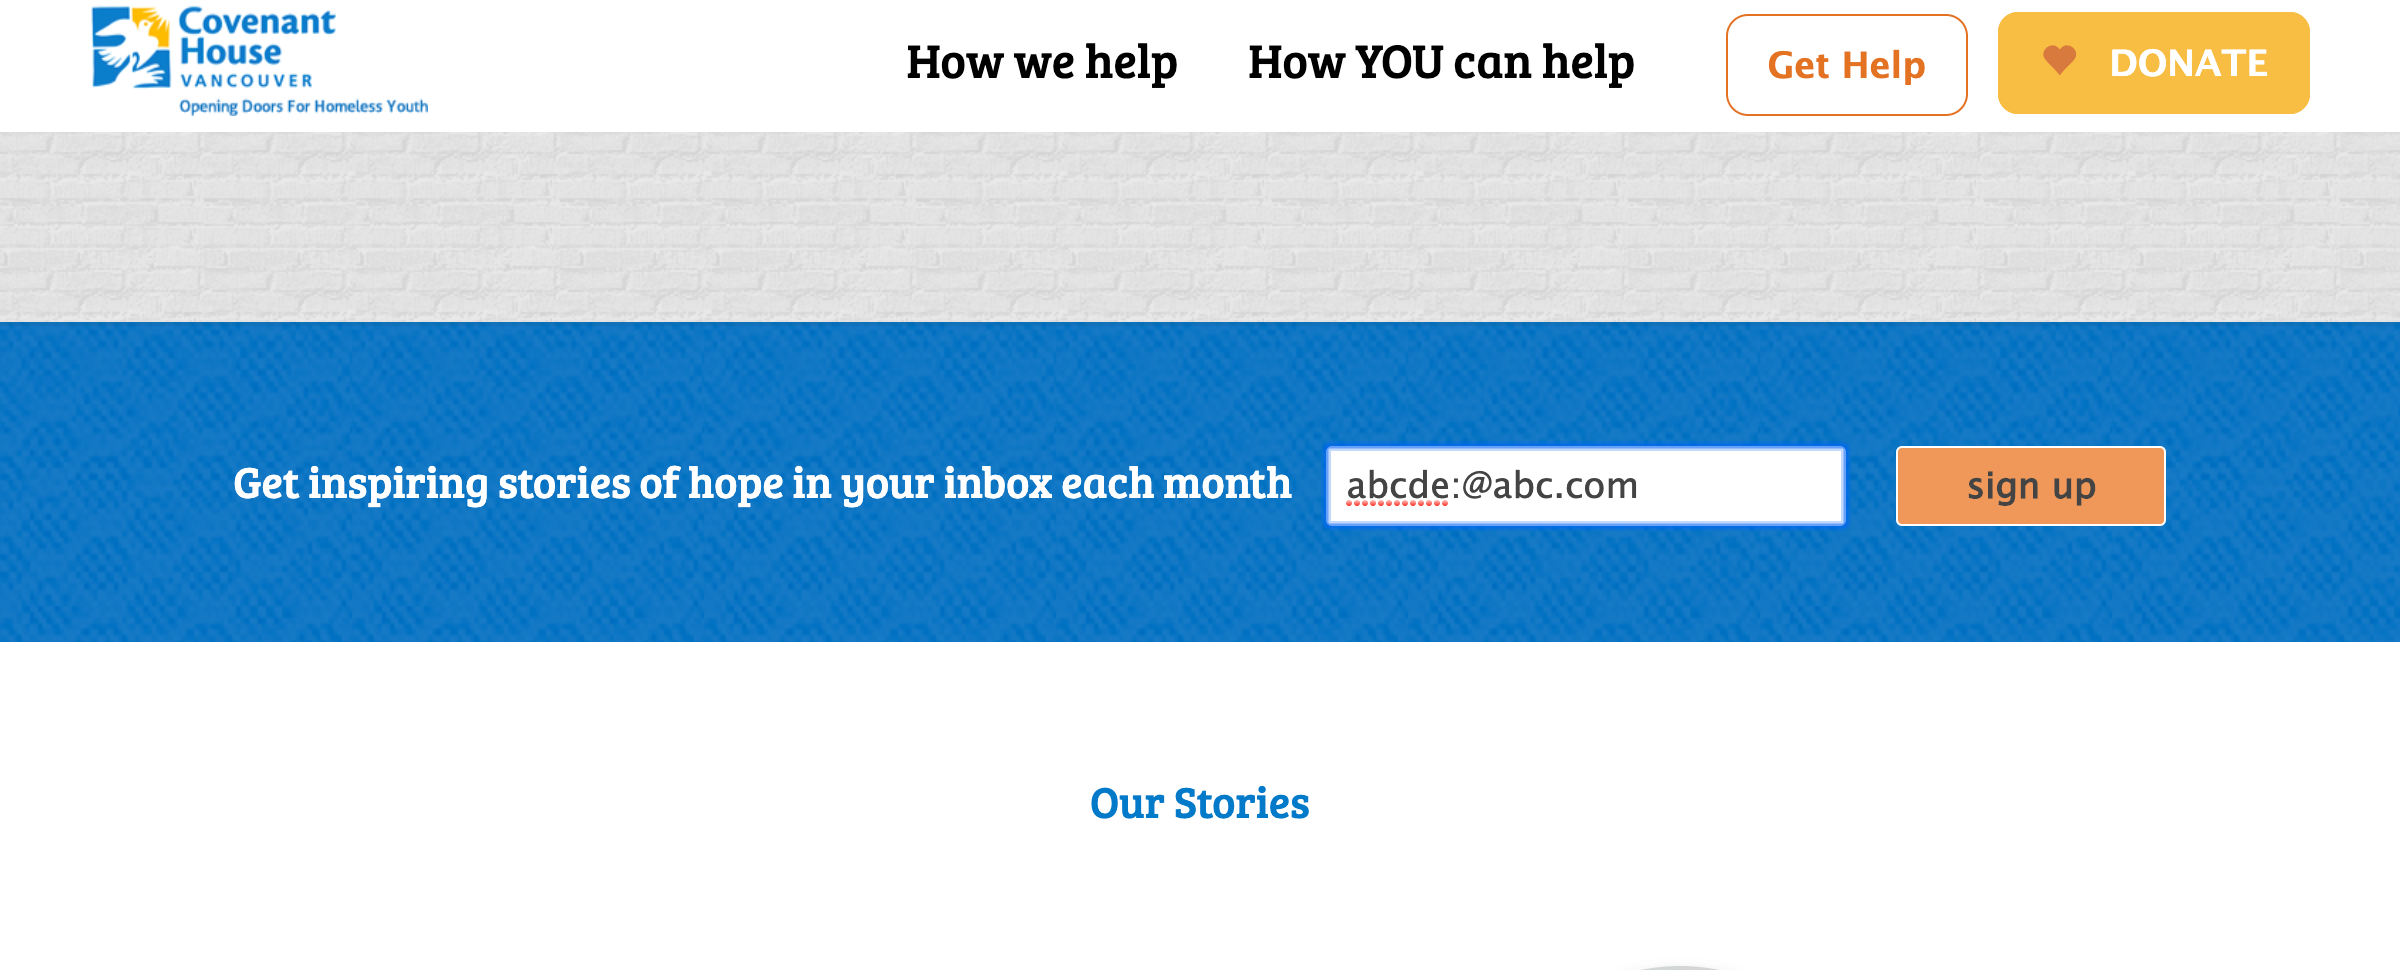 Covenant
House
VANCOUVER
Opening Doors For Homeless Youth
How we help
How YOU can help
Get Help
DONATE
Get inspiring stories of hope in your inbox each month
abcde:@abc.com
sign up
Our Stories